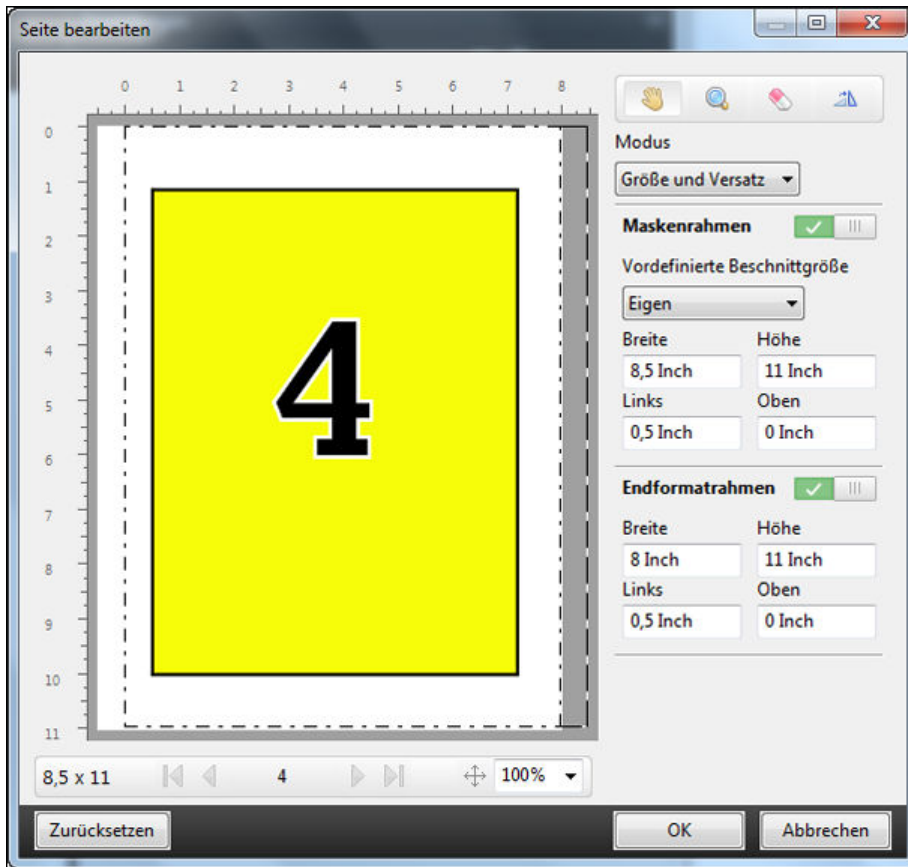 Seite bearbeiten
0 1 2 3 4 5 6 7 8
0
1
2
3
4
5
6
7
8
9
10
11
4
Modus
Größe und Versatz
Maskenrahmen
Vordefinierte Beschnittgröße
Eigen
Breite Höhe
8,5 Inch 11 Inch
Links Oben
0,5 Inch 0 Inch
Endformatrahmen
Breite Höhe
8 Inch 11 Inch
Links Oben
0,5 Inch 0 Inch
8,5 x 11 4 100%
Zurücksetzen OK Abbrechen